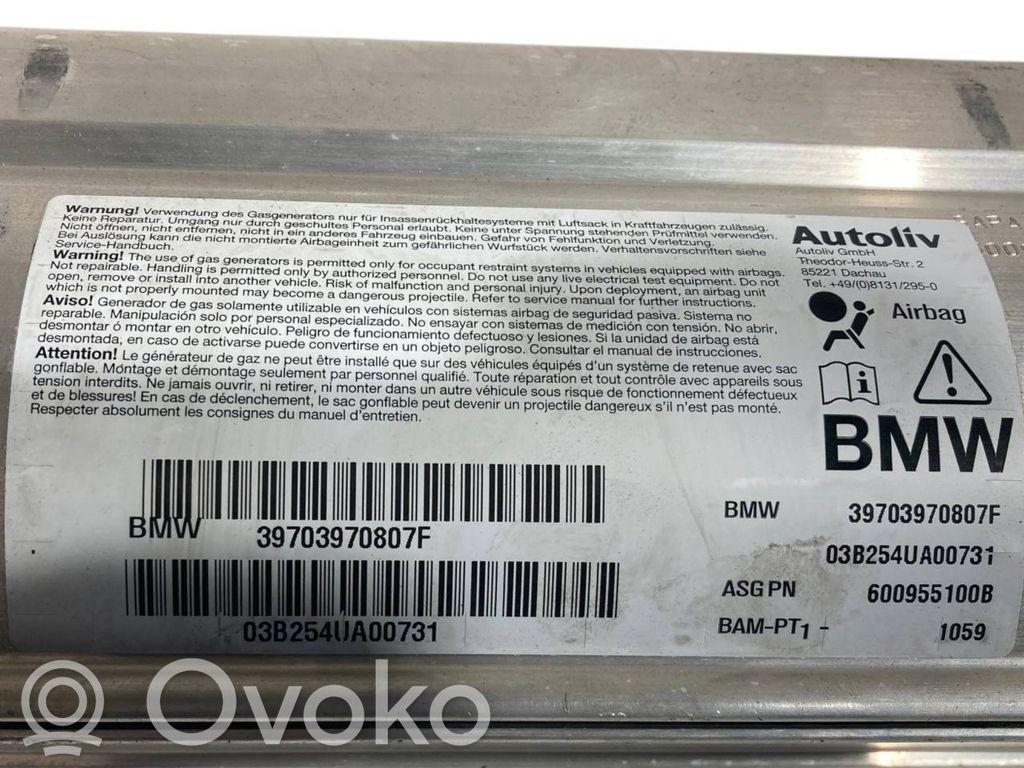 Warnung! Verwendung des Gasgenerators nur für Insassenrückhaltesysteme mit Luftsack in Kraftfahrzeugen zulässig.
Keine Reparatur. Umgang nur durch geschultes Personal erlaubt. Keine unter Spannung stehenden Prüfmittel verwenden.
Nicht öffnen, nicht entfernen, nicht in ein anderes Fahrzeug einbauen. Gefahr von Fehlfunktion und Verletzung.
Bei Auslösung kann die nicht montierte Airbageinheit zum gefährlichen Wurfstück werden. Verhaltensvorschriften siehe
Service-Handbuch.
Warning! The use of gas generators is permitted only for occupant restraint systems in vehicles equipped with airbags.
Not repairable. Handling is permitted only by authorized personnel. Do not use any live electrical test equipment. Do not
open, remove or install into another vehicle. Risk of malfunction and personal injury. Upon deployment, an airbag unit
which is not properly mounted may become a dangerous projectile. Refer to service manual for further instructions.
Aviso! Generador de gas solamente utilizable en vehículos con sistemas airbag de seguridad pasiva. Sistema no
reparable. Manipulación solo por personal especializado. No ensayar con sistemas de medición con tensión. No abrir,
desmontar ó montar en otro vehículo. Peligro de funcionamiento defectuoso y lesiones. Si la unidad de airbag está
desmontada, en caso de activarse puede convertirse en un objeto peligroso. Consultar el manual de instrucciones.
Attention! Le générateur de gaz ne peut être installé que sur des véhicules équipés d'un système de retenue avec sac
gonflable. Montage et démontage seulement par personnel qualifié. Toute réparation et tout contrôle avec appareils sous
tension interdits. Ne jamais ouvrir, ni retirer, ni monter dans un autre véhicule sous risque de fonctionnement défectueux
et de blessures! En cas de déclenchement, le sac gonflable peut devenir un projectile dangereux s'il n'est pas monté.
Respecter absolument les consignes du manuel d'entretien.
Autoliv
Autoliv GmbH
Theodor-Heuss-Str. 2
85221 Dachau
Tel. +49/(0)8131/295-0
Airbag
BMW
BMW 39703970807F
03B254UA00731
BMW 39703970807F
03B254UA00731
ASG PN 600955100B
BAM-PT1 - 1059
Ovoko